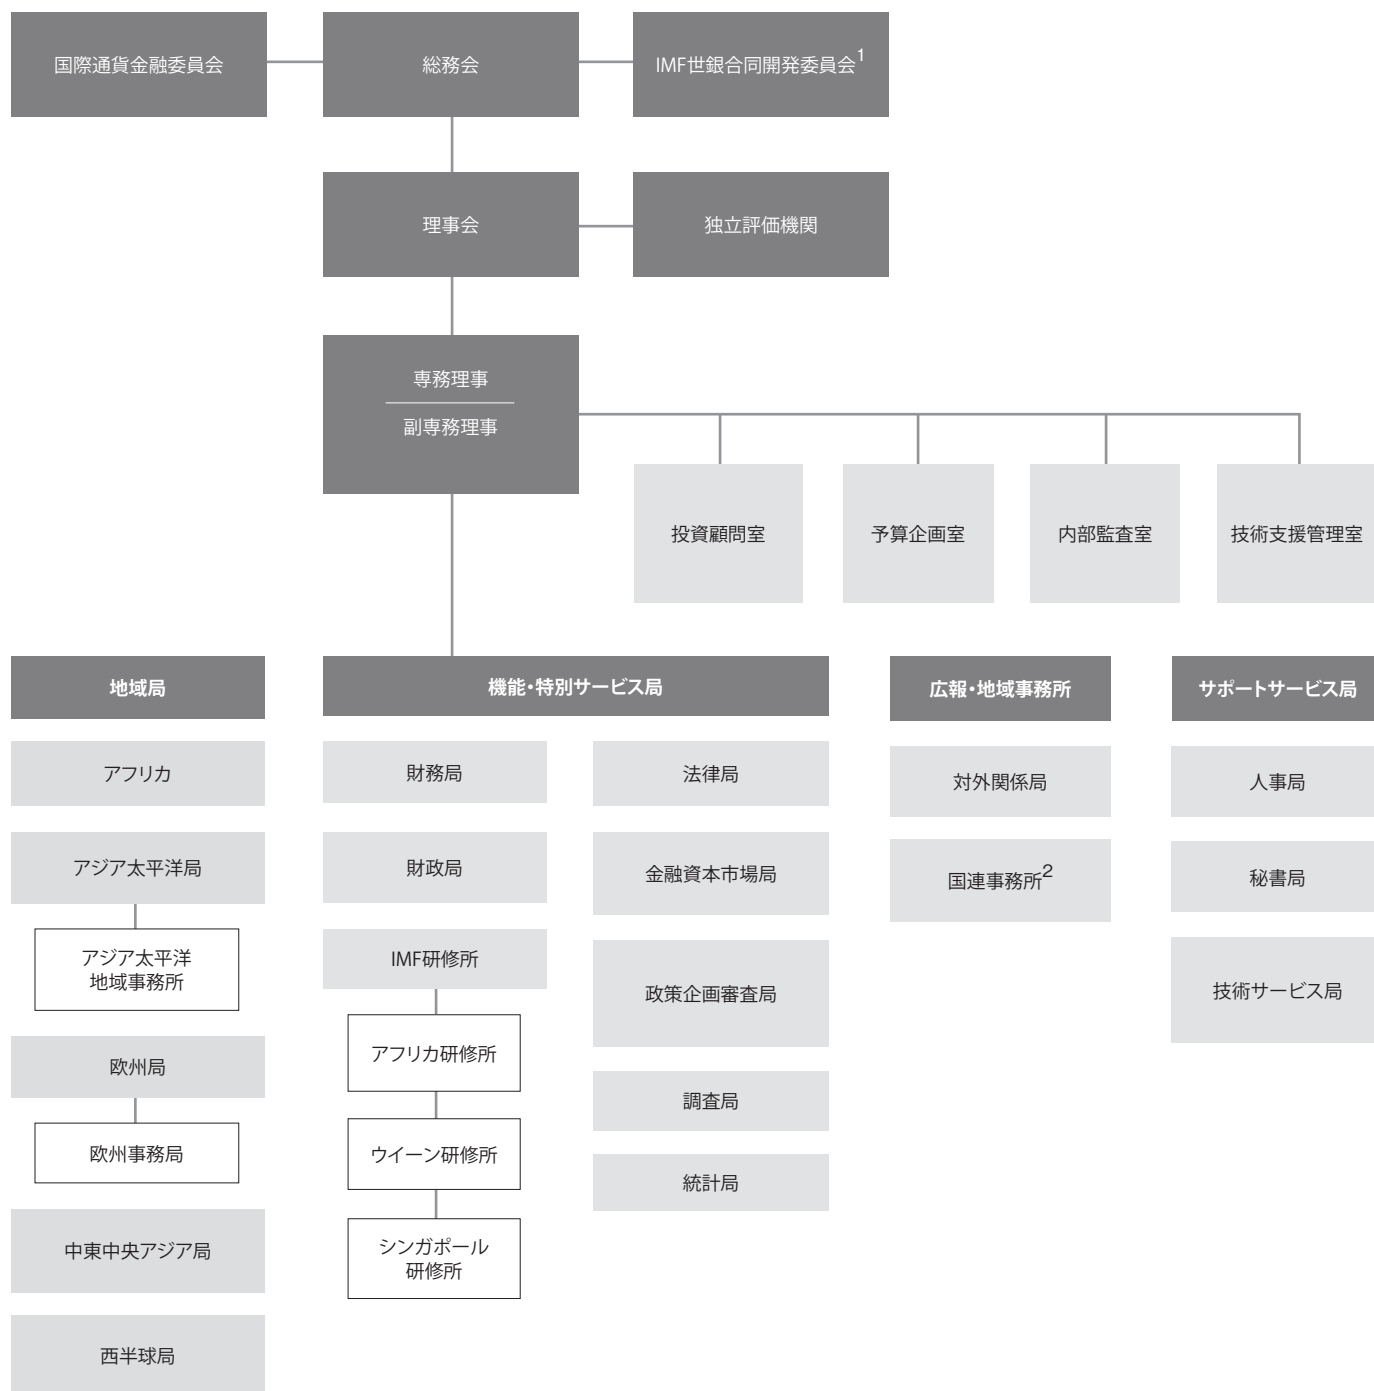 国際通貨金融委員会
総務会
IMF世銀合同開発委員会1
理事会
独立評価機関
専務理事
副専務理事
投資顧問室
予算企画室
内部監査室
技術支援管理室
地域局
アフリカ
アジア太平洋局
アジア太平洋
地域事務所
欧州局
欧州事務局
中東中央アジア局
西半球局
機能・特別サービス局
財務局
財政局
IMF研修所
アフリカ研修所
ウイーン研修所
シンガポール
研修所
法律局
金融資本市場局
政策企画審査局
調査局
統計局
広報・地域事務所
対外関係局
国連事務所2
サポートサービス局
人事局
秘書局
技術サービス局